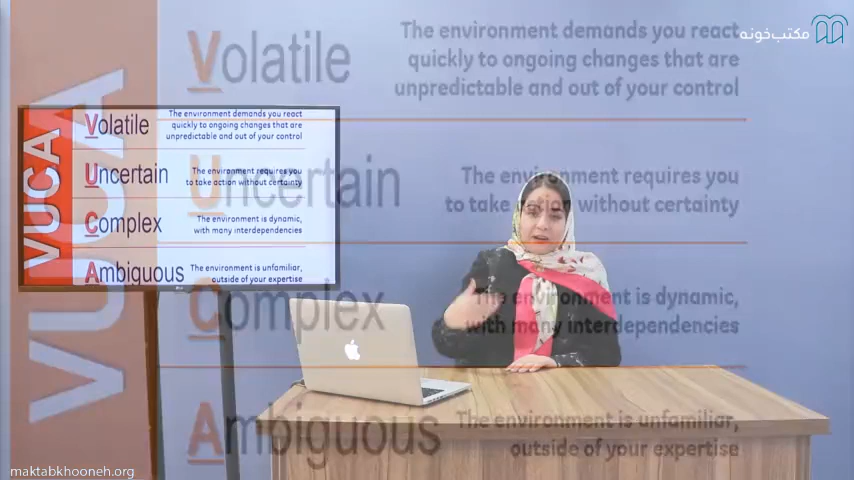 مکتب‌خونه
VUCA
Volatile
The environment demands you react
quickly to ongoing changes that are
unpredictable and out of your control
Uncertain
The environment requires you
to take action without certainty
Complex
The environment is dynamic,
with many interdependencies
Ambiguous
The environment is unfamiliar,
outside of your expertise
VUCA
Volatile
The environment demands you react
quickly to ongoing changes that are
unpredictable and out of your control
Uncertain
The environment requires you
to take without certainty
Complex
The environment is dynamic,
with many interdependencies
Ambiguous
The environment is unfamiliar,
outside of your expertise
maktabkhooneh.org